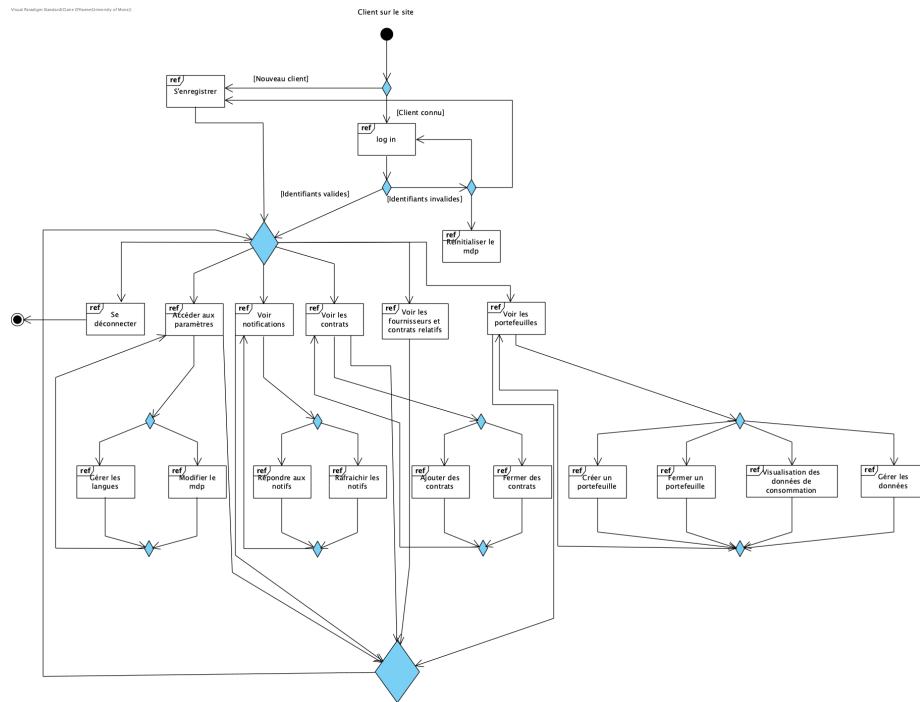 Visual Paradigm Standard(Claire D'Haene(University of Mons))
Client sur le site
ref
S'enregistrer
[Nouveau client]
[Client connu]
ref
log in
[Identifiants valides]
[Identifiants invalides]
ref
Réinitialiser le
mdp
ref
Se
déconnecter
ref
Accéder aux
paramètres
ref
Voir
notifications
ref
Voir les
contrats
ref
Voir les
fournisseurs et
contrats relatifs
ref
Voir les
portefeuilles
ref
Gérer les
langues
ref
Modifier le
mdp
ref
Répondre aux
notifs
ref
Rafraichir les
notifs
ref
Ajouter des
contrats
ref
Fermer des
contrats
ref
Créer un
portefeuille
ref
Fermer un
portefeuille
ref
Visualisation des
données de
consommation
ref
Gérer les
données